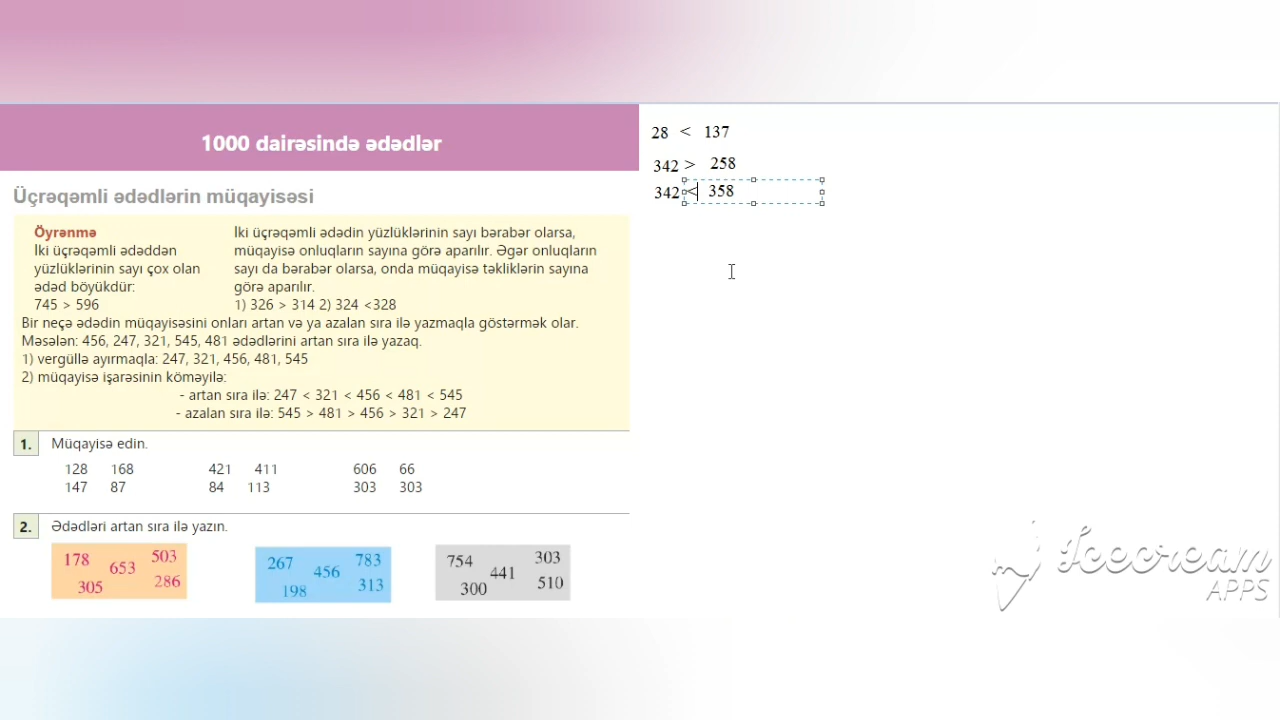 1000 dairəsində ədədlər
Üçrəqəmli ədədlərin müqayisəsi
Öyrənmə
İki üçrəqəmli ədəddən
yüzlüklərinin sayı çox olan
ədəd böyükdür:
745 > 596
İki üçrəqəmli ədədin yüzlüklərinin sayı bərabər olarsa,
müqayisə onluqların sayına görə aparılır. Əgər onluqların
sayı da bərabər olarsa, onda müqayisə təkliklərin sayına
görə aparılır.
1) 326 > 314 2) 324 <328
Bir neçə ədədin müqayisəsini onları artan və ya azalan sıra ilə yazmaqla göstərmək olar.
Məsələn: 456, 247, 321, 545, 481 ədədlərini artan sıra ilə yazaq.
1) vergüllə ayırmaqla: 247, 321, 456, 481, 545
2) müqayisə işarəsinin köməyilə:
- artan sıra ilə: 247 < 321 < 456 < 481 < 545
- azalan sıra ilə: 545 > 481 > 456 > 321 > 247
1. Müqayisə edin.
128 168 421 411 606 66
147 87 84 113 303 303
2. Ədədləri artan sıra ilə yazın.
178 653 503
305 286
267 456 783
198 313
754 441 303
300 510
28 < 137
342 > 258
342 < 358
Icecream
APPS